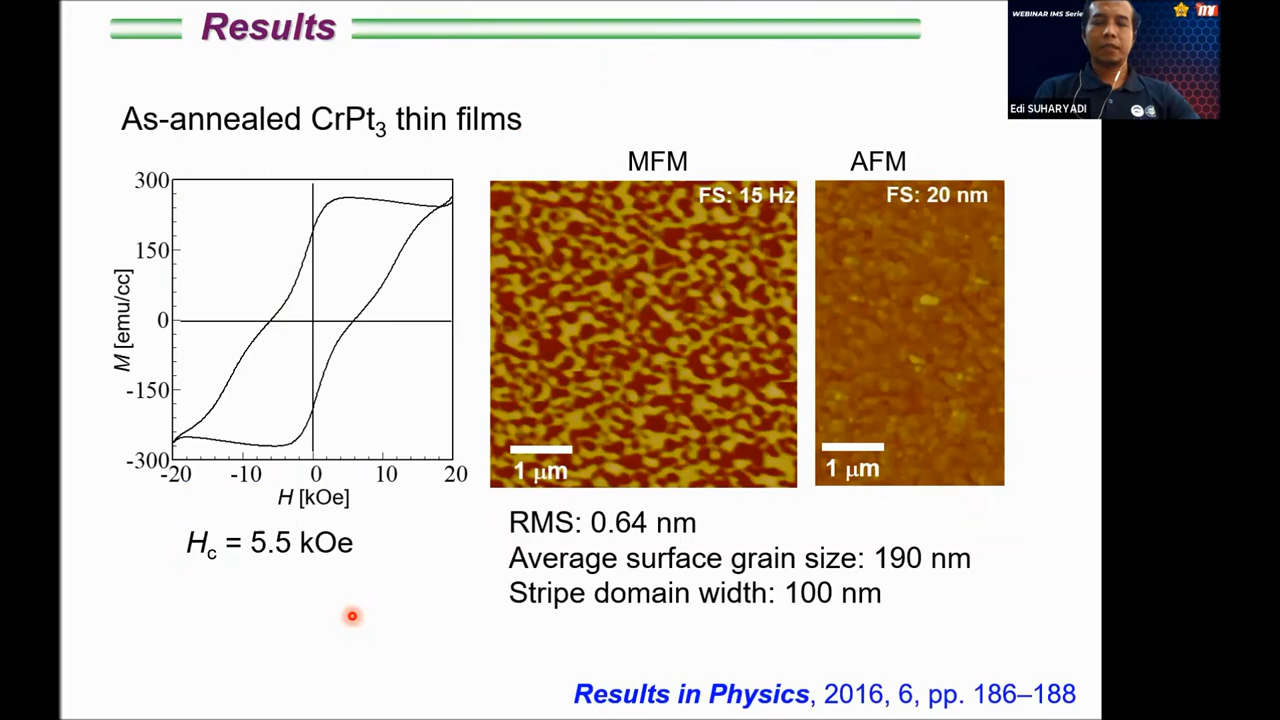 Results
WEBINAR IMS Serie
Edi SUHARYADI
As-annealed CrPt3 thin films
MFM
AFM
300
150
0
-150
-300
M [emu/cc]
-20
-10
0
10
20
H [kOe]
FS: 15 Hz
1 μm
FS: 20 nm
1 μm
Hc = 5.5 kOe
RMS: 0.64 nm
Average surface grain size: 190 nm
Stripe domain width: 100 nm
Results in Physics, 2016, 6, pp. 186–188